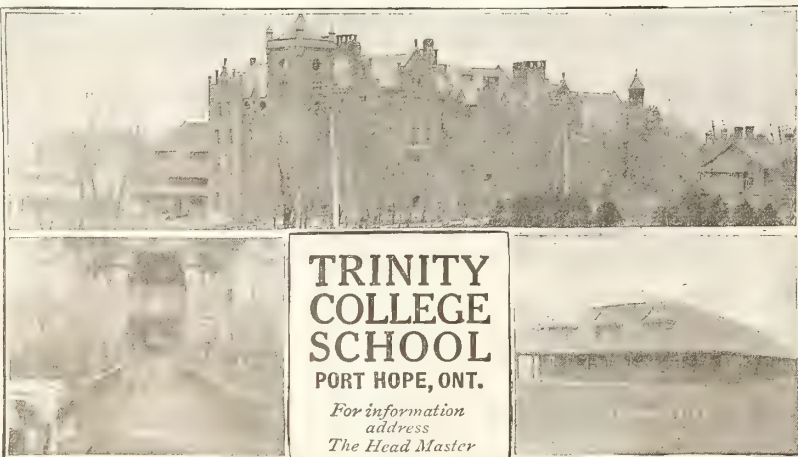 TRINITY
COLLEGE
SCHOOL
PORT HOPE, ONT.
For information
address
The Head Master